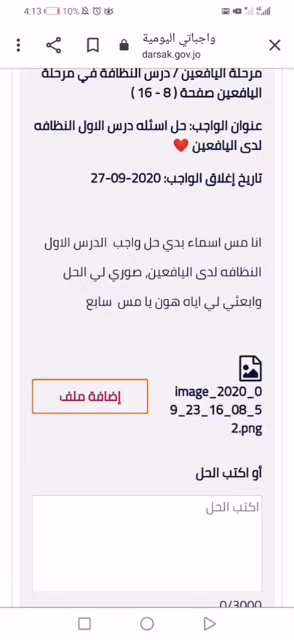 4:13 10%
واجباتي اليومية
darsak.gov.jo
مرحلة اليافعين / درس النظافة في مرحلة
اليافعين صفحة ( 8 - 16 )
عنوان الواجب: حل اسئله درس الاول النظافه
لدى اليافعين ❤️
تاريخ إغلاق الواجب: 2020-09-27
انا مس اسماء بدي حل واجب الدرس الاول
النظافه لدى اليافعين، صوري لي الحل
وابعثي لي اياه هون يا مس سابع
image_2020_0
9_23_16_08_5
2.png
إضافة ملف
أو اكتب الحل
اكتب الحل
0/3000